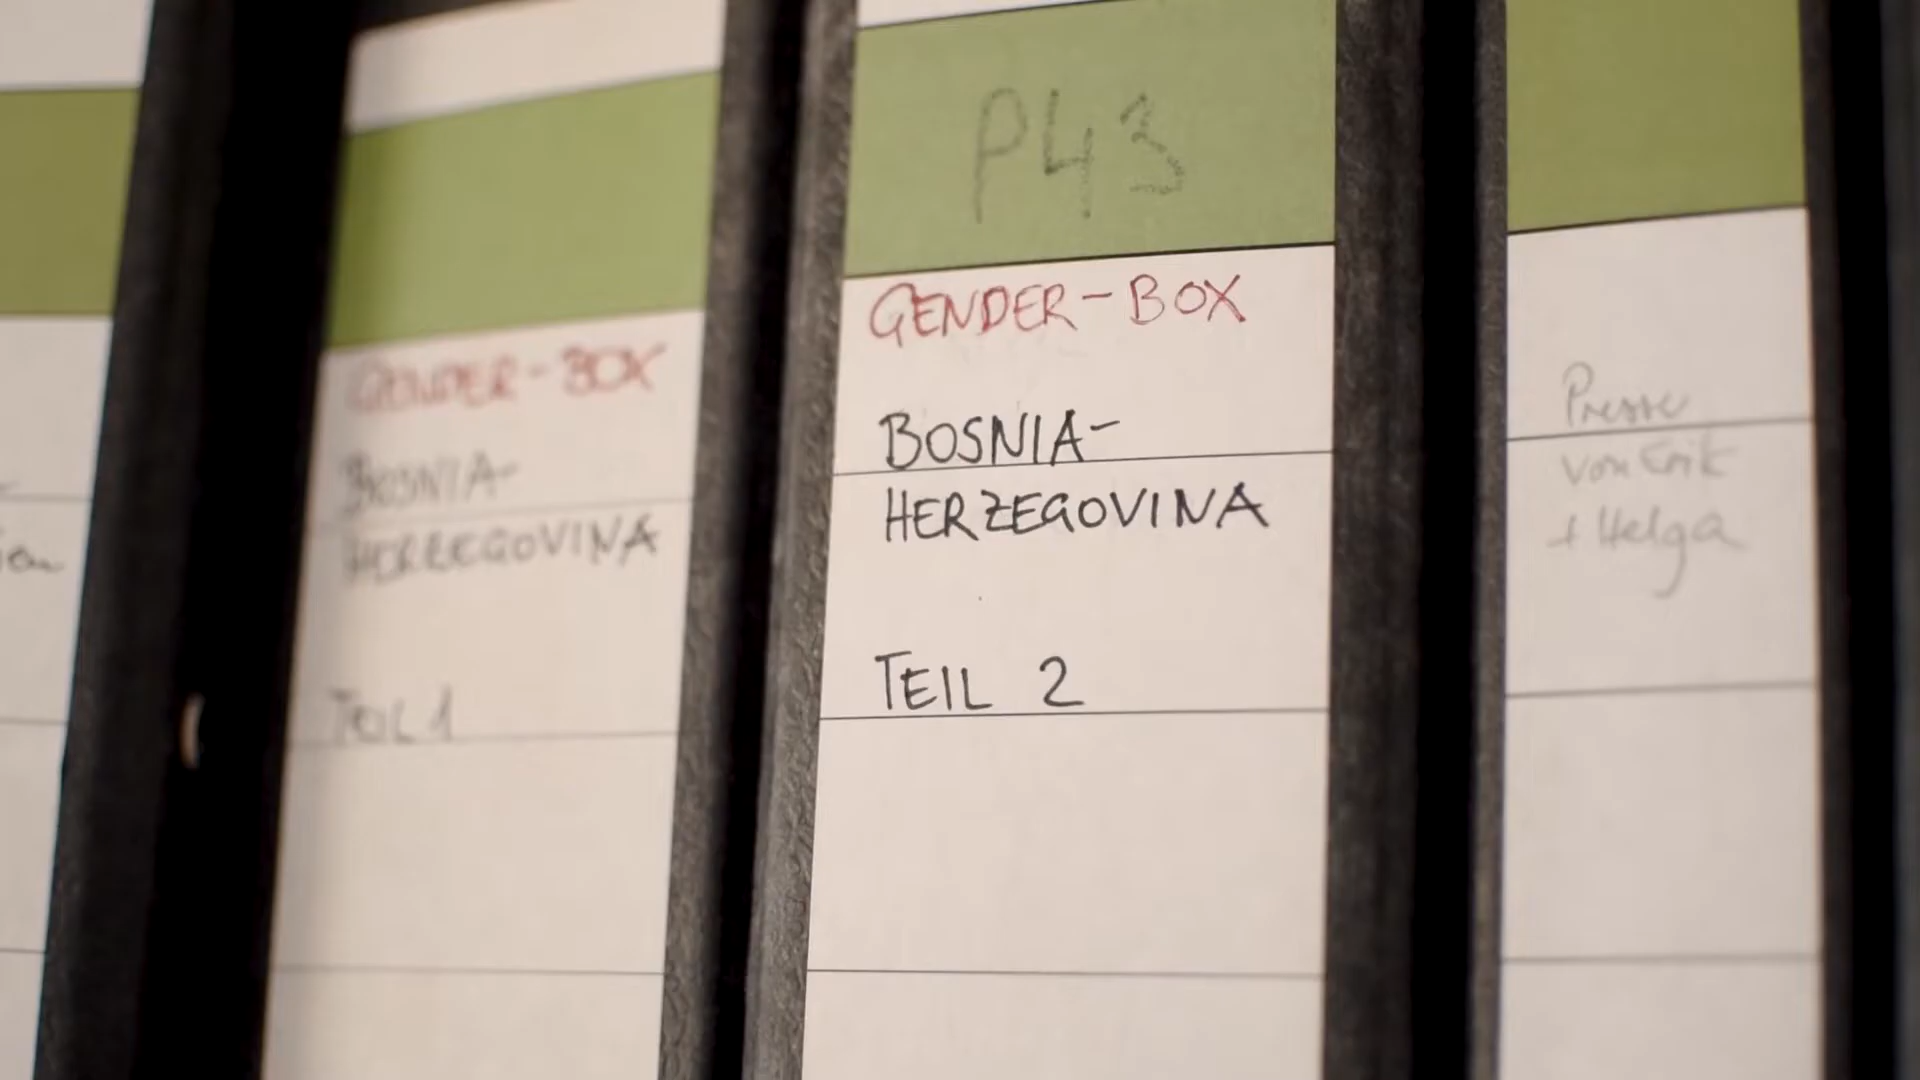 GENDER-BOX
BOSNIA-
HERZEGOVINA
TEIL 1
P43
GENDER-BOX
BOSNIA-
HERZEGOVINA
TEIL 2
Presse
von Erik
+ Helga